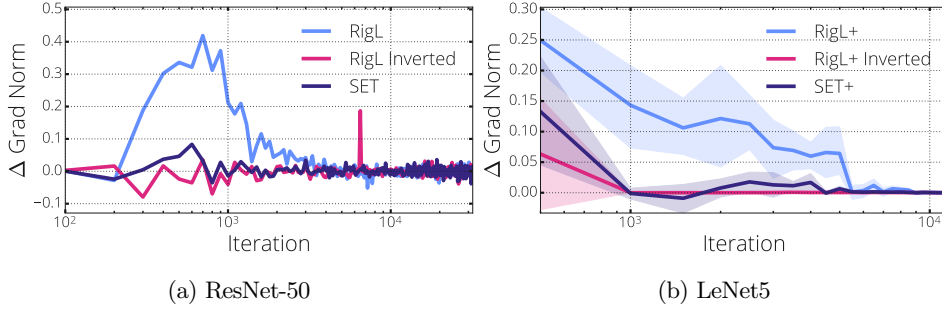 Δ Grad Norm
0.5
0.4
0.3
0.2
0.1
0.0
−0.1
10²
10³
10⁴
Iteration
RigL
RigL Inverted
SET
(a) ResNet-50
Δ Grad Norm
0.30
0.25
0.20
0.15
0.10
0.05
0.00
10³
10⁴
Iteration
RigL+
RigL+ Inverted
SET+
(b) LeNet5